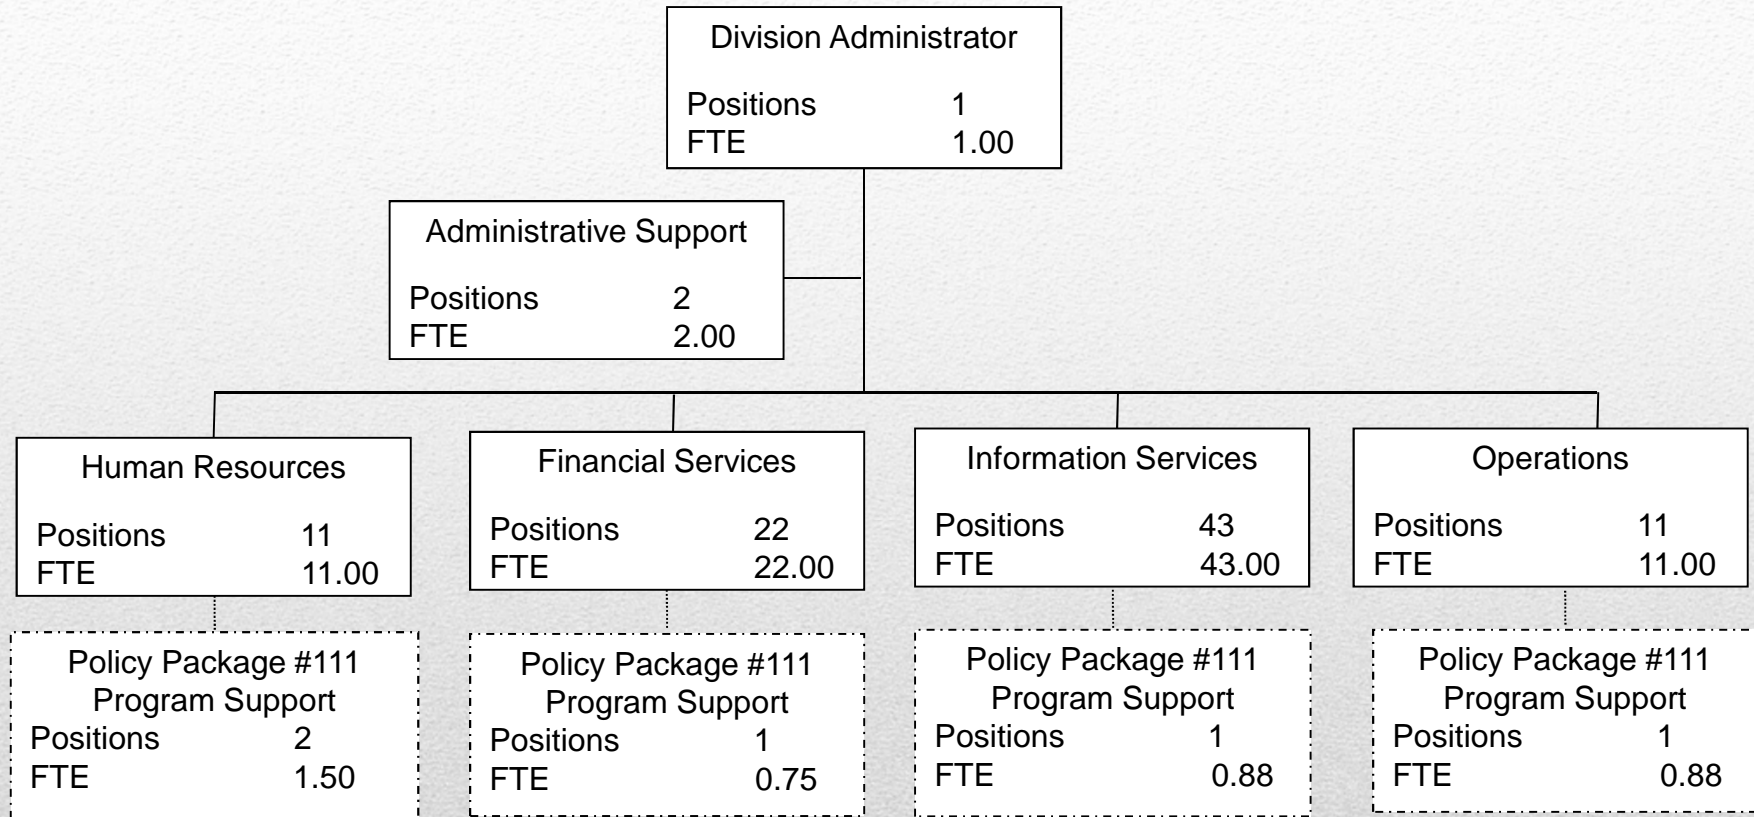 Division Administrator
Positions 1
FTE 1.00
Administrative Support
Positions 2
FTE 2.00
Human Resources
Positions 11
FTE 11.00
Financial Services
Positions 22
FTE 22.00
Information Services
Positions 43
FTE 43.00
Operations
Positions 11
FTE 11.00
Policy Package #111
Program Support
Positions 2
FTE 1.50
Policy Package #111
Program Support
Positions 1
FTE 0.75
Policy Package #111
Program Support
Positions 1
FTE 0.88
Policy Package #111
Program Support
Positions 1
FTE 0.88